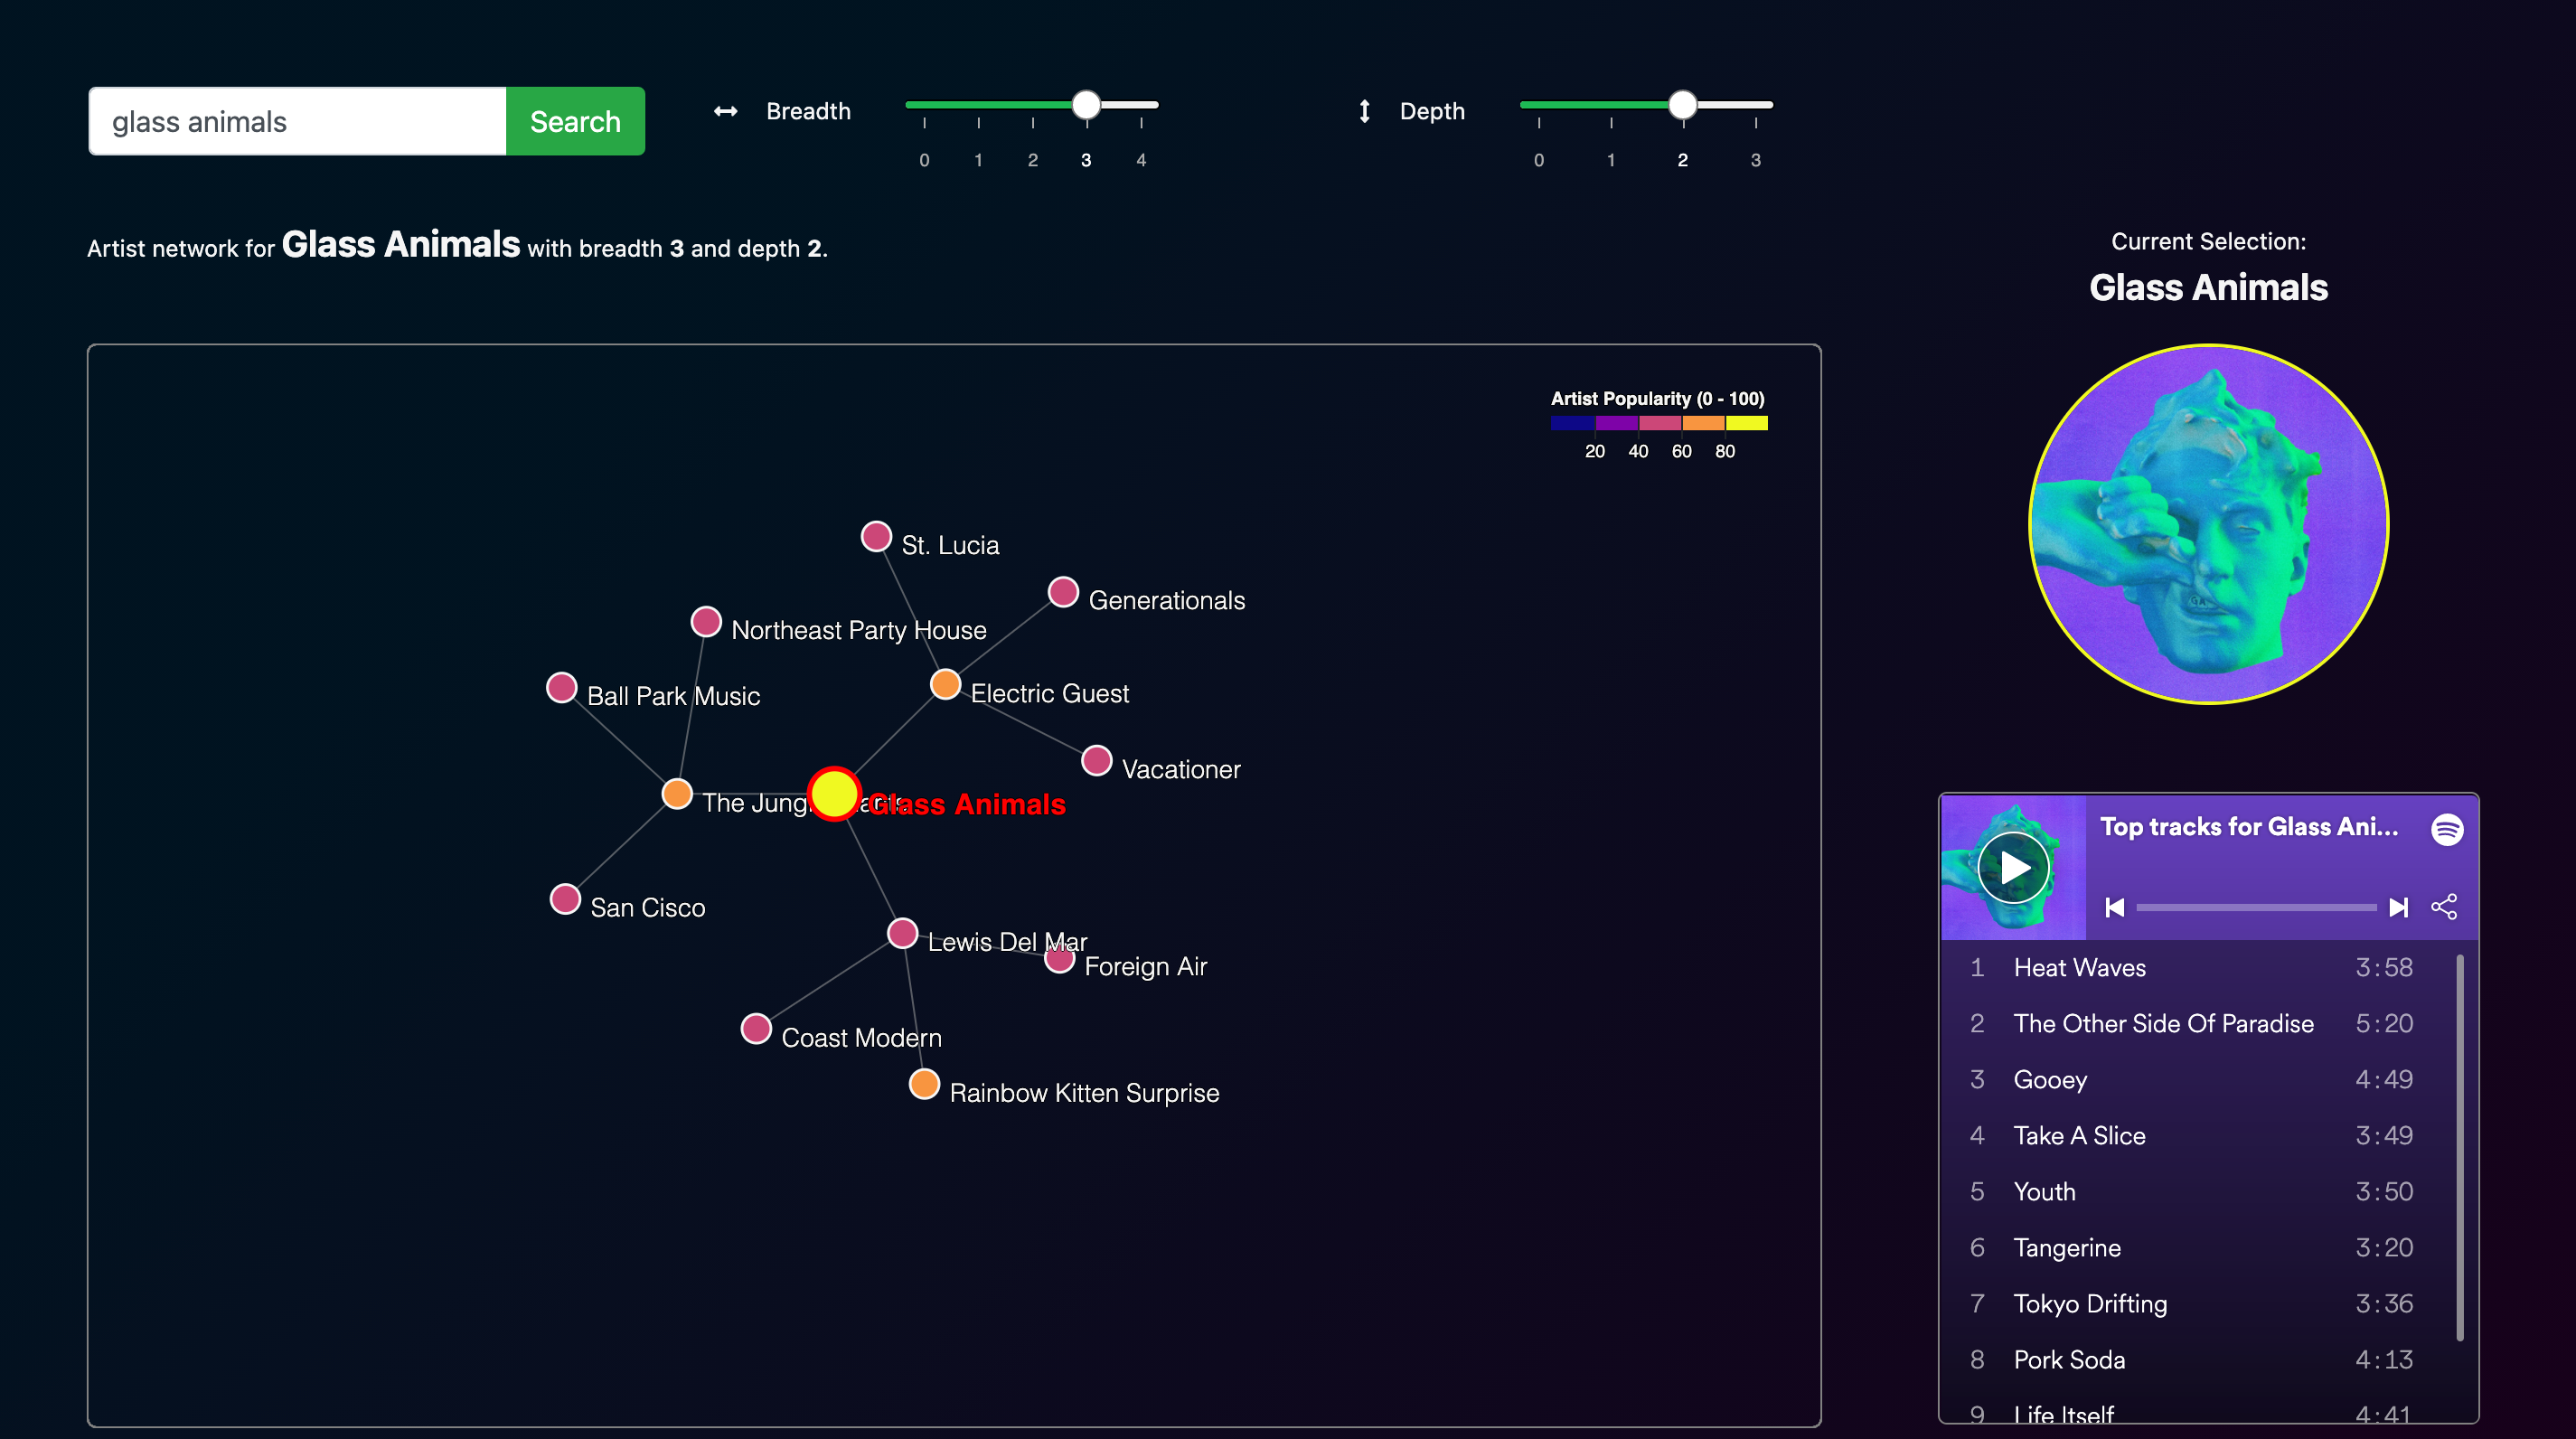 glass animals
Search
Breadth
0 1 2 3 4
Depth
0 1 2 3
Artist network for Glass Animals with breadth 3 and depth 2.
Current Selection:
Glass Animals
Artist Popularity (0 - 100)
20 40 60 80
St. Lucia
Generationals
Northeast Party House
Ball Park Music
Electric Guest
Vacationer
The
Glass Animals
San Cisco
Lewis Del Mar
Foreign Air
Coast Modern
Rainbow Kitten Surprise
Top tracks for Glass Ani...
1 Heat Waves 3:58
2 The Other Side Of Paradise 5:20
3 Gooey 4:49
4 Take A Slice 3:49
5 Youth 3:50
6 Tangerine 3:20
7 Tokyo Drifting 3:36
8 Pork Soda 4:13
9 Life Itself 4:41